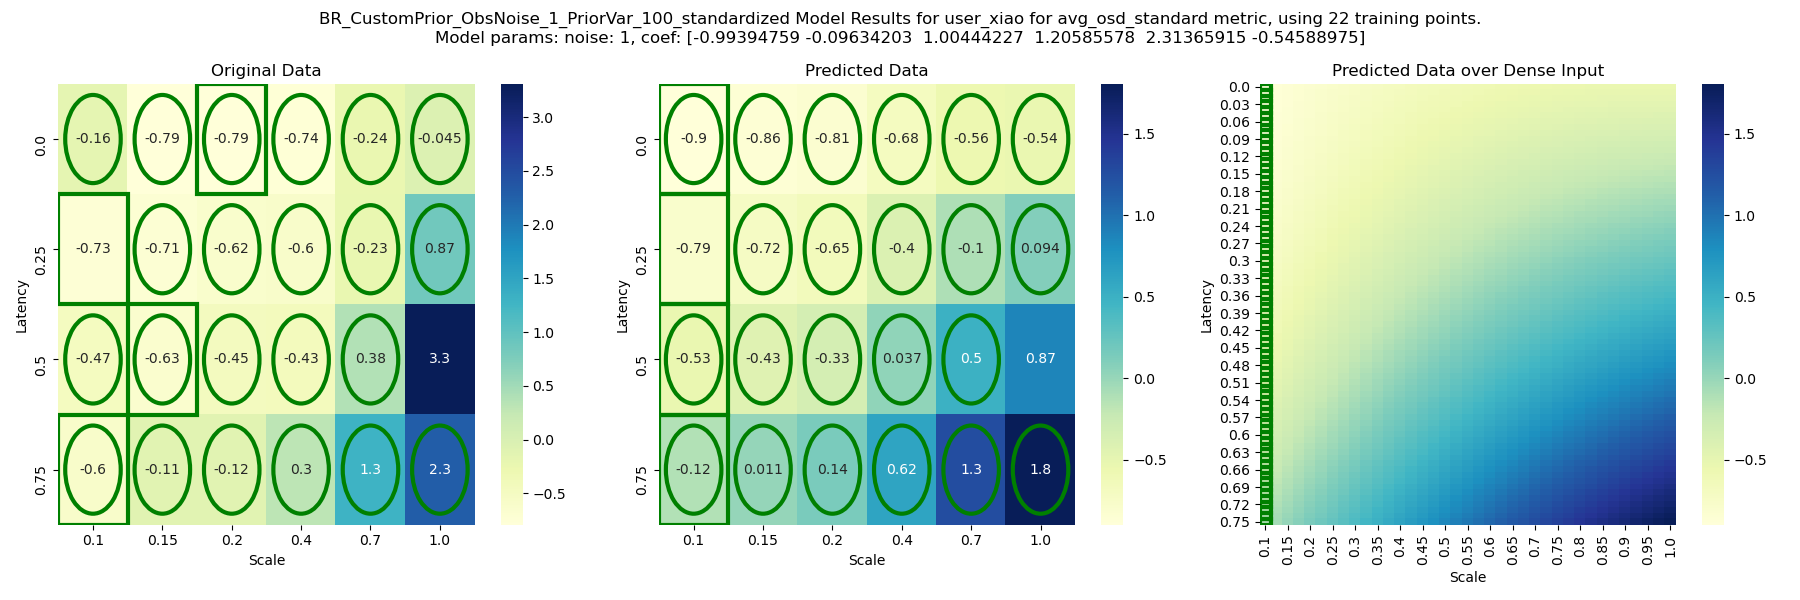 BR_CustomPrior_ObsNoise_1_PriorVar_100_standardized Model Results for user_xiao for avg_osd_standard metric, using 22 training points.
Model params: noise: 1, coef: [-0.99394759 -0.09634203  1.00444227  1.20585578  2.31365915 -0.54588975]
Original Data
0.0 -0.16 -0.79 -0.79 -0.74 -0.24 -0.045
0.25 -0.73 -0.71 -0.62 -0.6 -0.23 0.87
0.5 -0.47 -0.63 -0.45 -0.43 0.38 3.3
0.75 -0.6 -0.11 -0.12 0.3 1.3 2.3
Latency
0.1 0.15 0.2 0.4 0.7 1.0
Scale
3.0
2.5
2.0
1.5
1.0
0.5
0.0
−0.5
Predicted Data
0.0 -0.9 -0.86 -0.81 -0.68 -0.56 -0.54
0.25 -0.79 -0.72 -0.65 -0.4 -0.1 0.094
0.5 -0.53 -0.43 -0.33 0.037 0.5 0.87
0.75 -0.12 0.011 0.14 0.62 1.3 1.8
Latency
0.1 0.15 0.2 0.4 0.7 1.0
Scale
1.5
1.0
0.5
0.0
−0.5
Predicted Data over Dense Input
0.0
0.03
0.06
0.09
0.12
0.15
0.18
0.21
0.24
0.27
0.3
0.33
0.36
0.39
0.42
0.45
0.48
0.51
0.54
0.57
0.6
0.63
0.66
0.69
0.72
0.75
Latency
0.1 0.15 0.2 0.25 0.3 0.35 0.4 0.45 0.5 0.55 0.6 0.65 0.7 0.75 0.8 0.85 0.9 0.95 1.0
Scale
1.5
1.0
0.5
0.0
−0.5